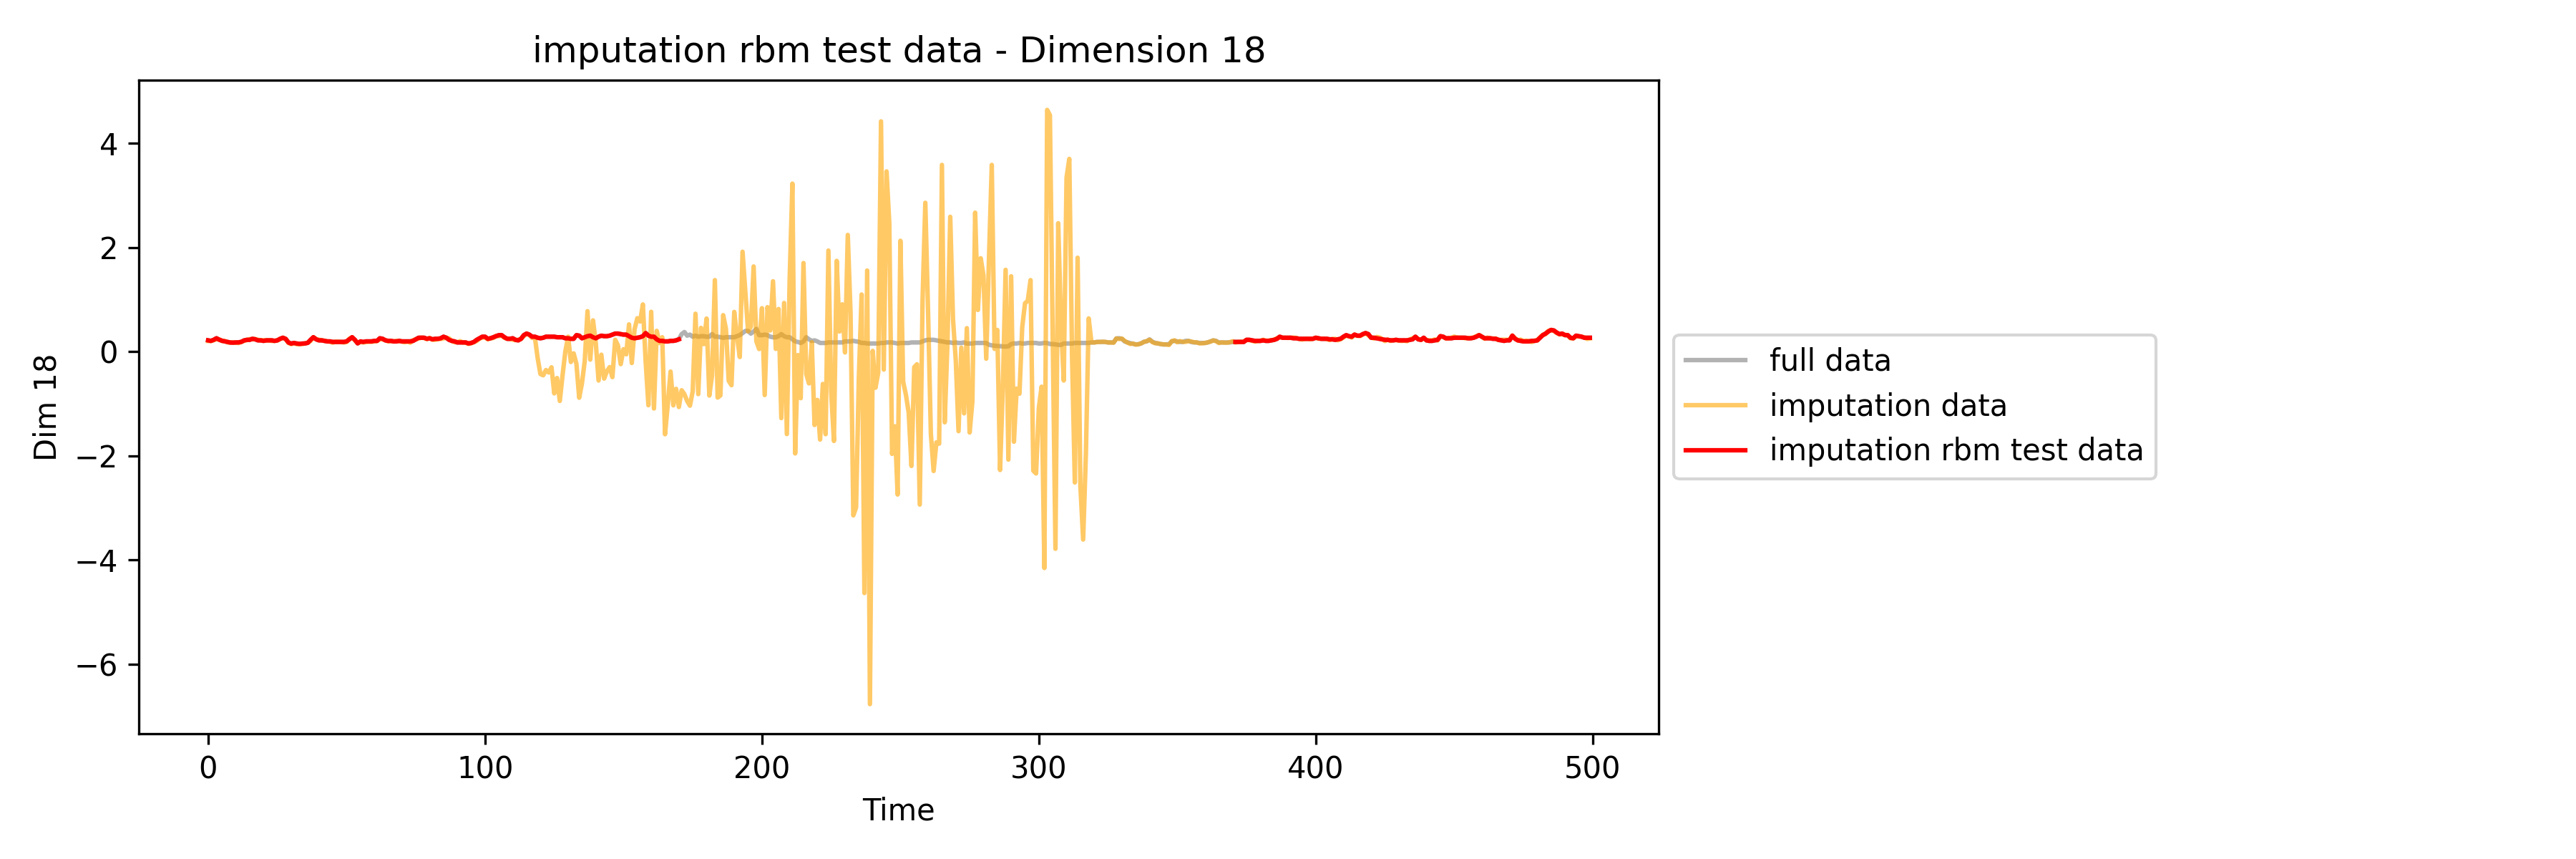 imputation rbm test data - Dimension 18
Dim 18
4
2
0
−2
−4
−6
0 100 200 300 400 500
Time
full data
imputation data
imputation rbm test data